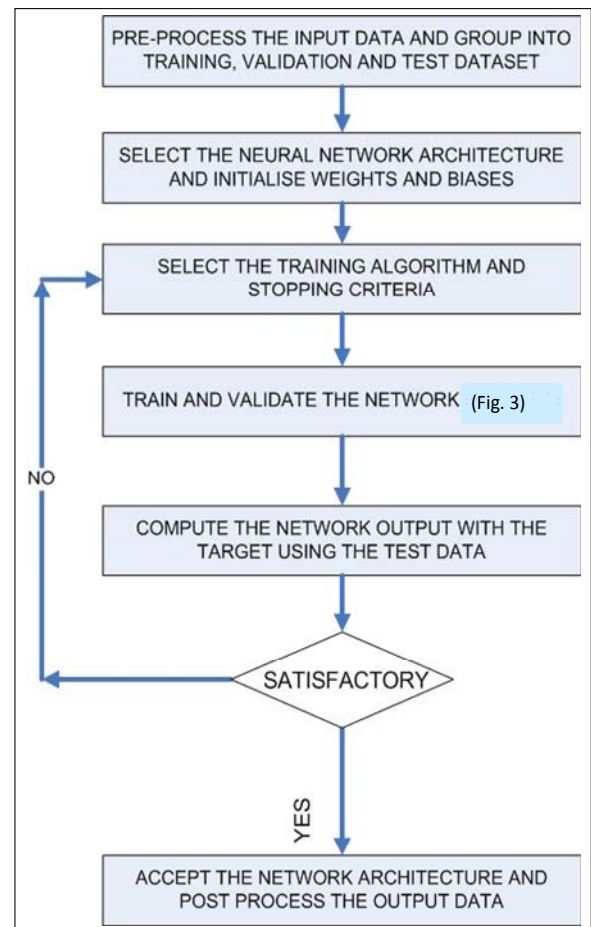 PRE-PROCESS THE INPUT DATA AND GROUP INTO
TRAINING, VALIDATION AND TEST DATASET
SELECT THE NEURAL NETWORK ARCHITECTURE
AND INITIALISE WEIGHTS AND BIASES
SELECT THE TRAINING ALGORITHM AND
STOPPING CRITERIA
TRAIN AND VALIDATE THE NETWORK (Fig. 3)
NO
COMPUTE THE NETWORK OUTPUT WITH THE
TARGET USING THE TEST DATA
SATISFACTORY
YES
ACCEPT THE NETWORK ARCHITECTURE AND
POST PROCESS THE OUTPUT DATA